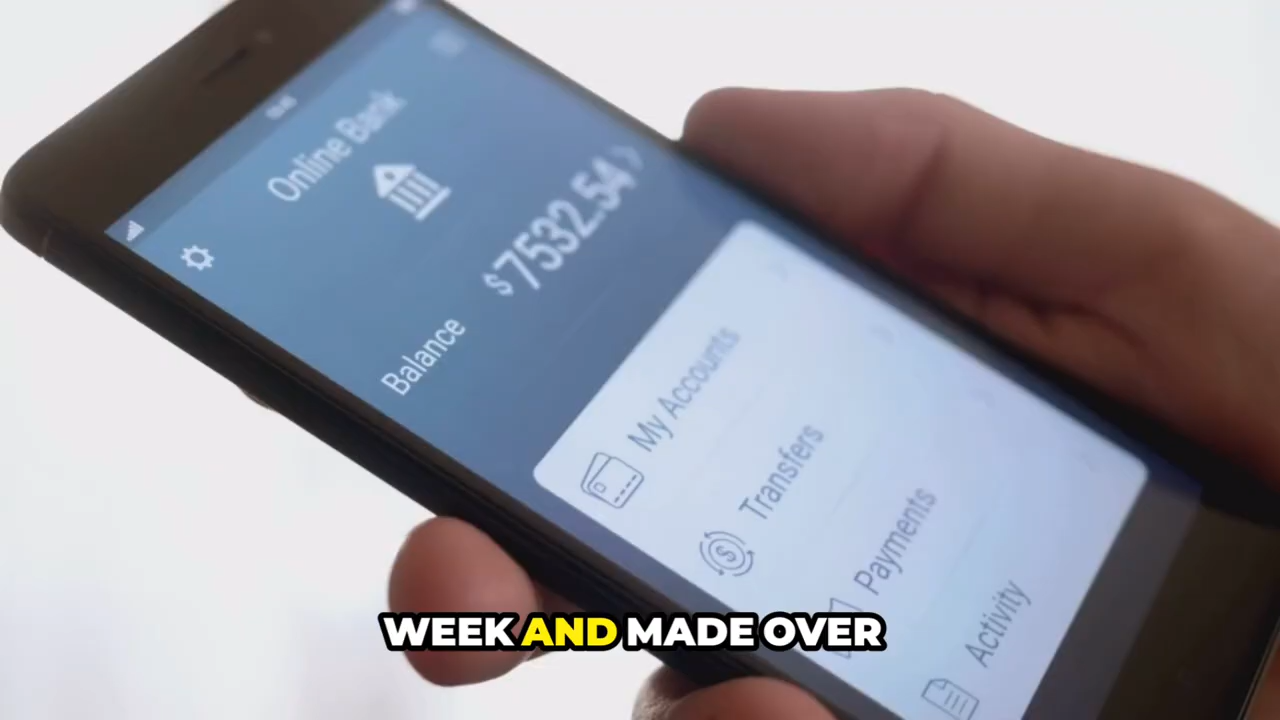 Online Bank
Balance
$7532.54
My Accounts
Transfers
Payments
Activity
WEEK AND MADE OVER